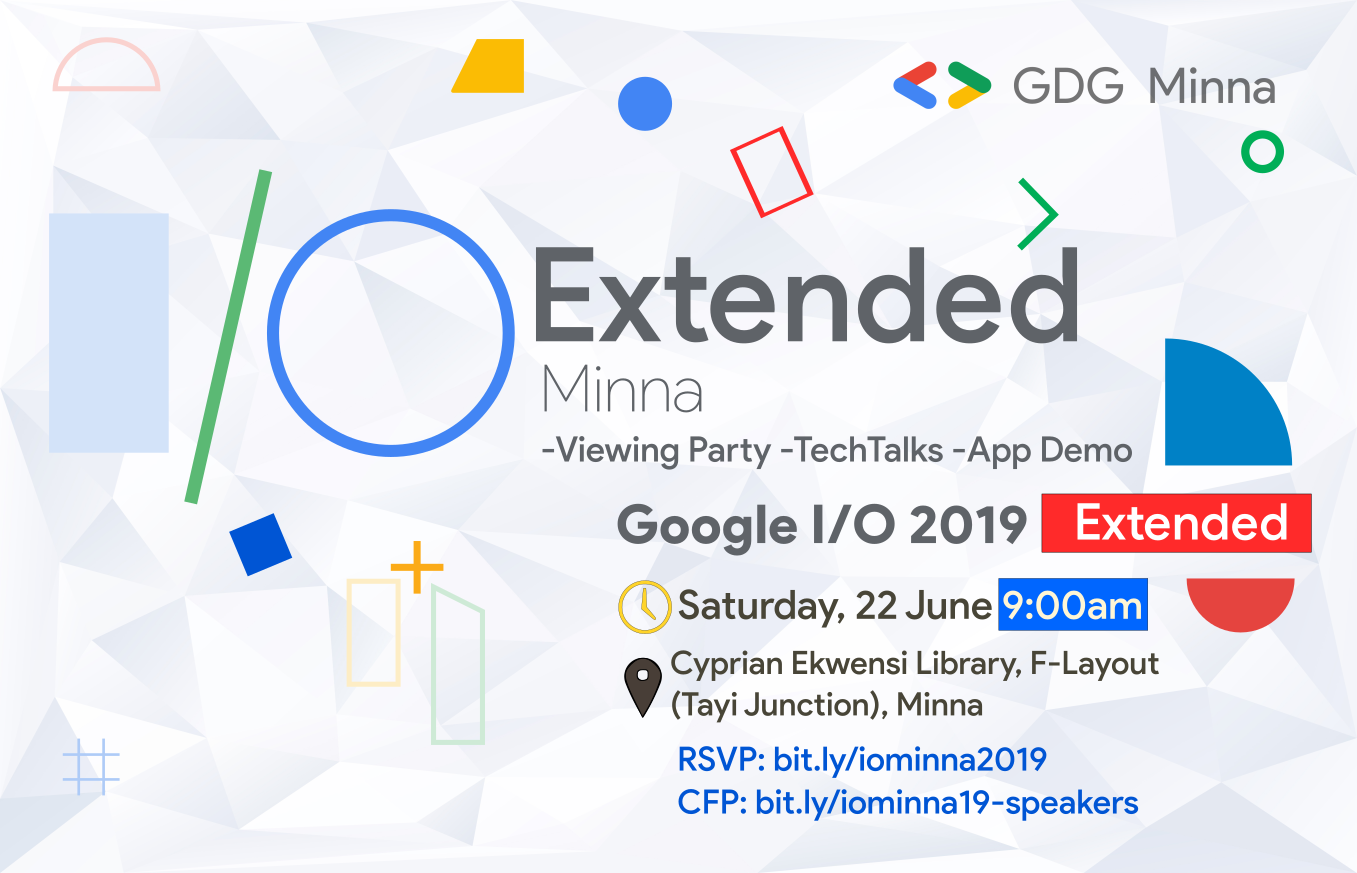 GDG Minna
I/O Extended
Minna
-Viewing Party -TechTalks -App Demo
Google I/O 2019 Extended
Saturday, 22 June 9:00am
Cyprian Ekwensi Library, F-Layout
(Tayi Junction), Minna
RSVP: bit.ly/iominna2019
CFP: bit.ly/iominna19-speakers